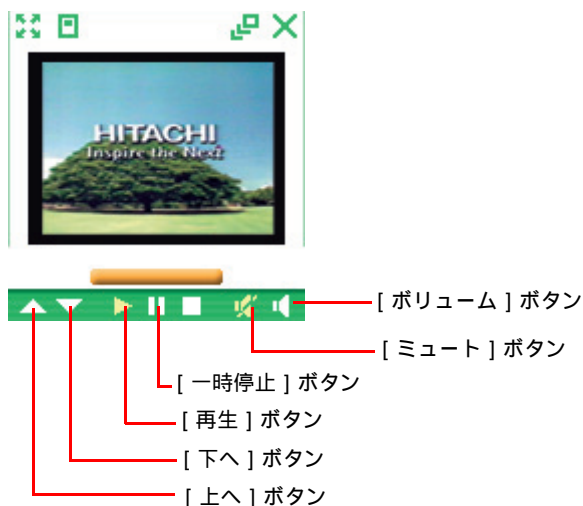 HITACHI
Inspire the Next
[ ボリューム ] ボタン
[ ミュート ] ボタン
[ 一時停止 ] ボタン
[ 再生 ] ボタン
[ 下へ ] ボタン
[ 上へ ] ボタン